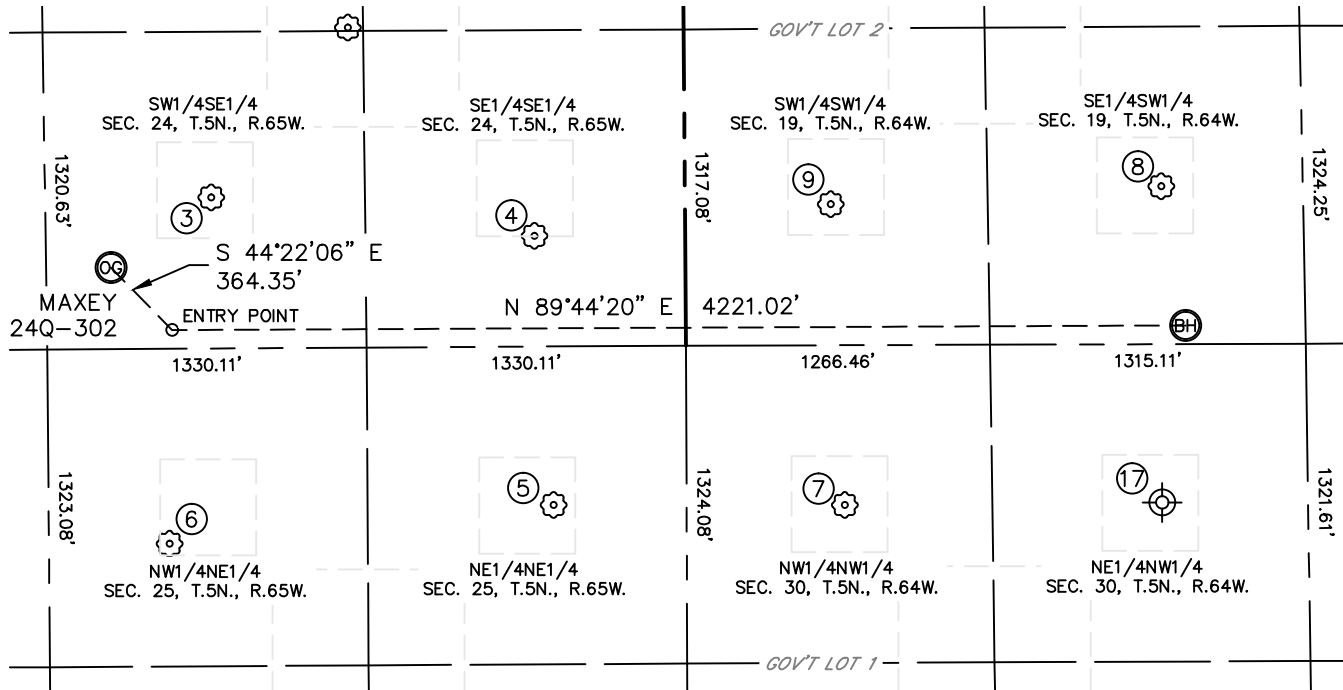 GOV'T LOT 2
SW1/4SE1/4
SEC. 24, T.5N., R.65W.
SE1/4SE1/4
SEC. 24, T.5N., R.65W.
SW1/4SW1/4
SEC. 19, T.5N., R.64W.
SE1/4SW1/4
SEC. 19, T.5N., R.64W.
1320.63'
3
4
1317.08'
9
8
1324.25'
OG
S 44°22'06" E
364.35'
MAXEY
24Q-302
ENTRY POINT
N 89°44'20" E
4221.02'
BH
1330.11'
1330.11'
1266.46'
1315.11'
1323.08'
6
5
1324.08'
7
17
1321.61'
NW1/4NE1/4
SEC. 25, T.5N., R.65W.
NE1/4NE1/4
SEC. 25, T.5N., R.65W.
NW1/4NW1/4
SEC. 30, T.5N., R.64W.
NE1/4NW1/4
SEC. 30, T.5N., R.64W.
GOV'T LOT 1